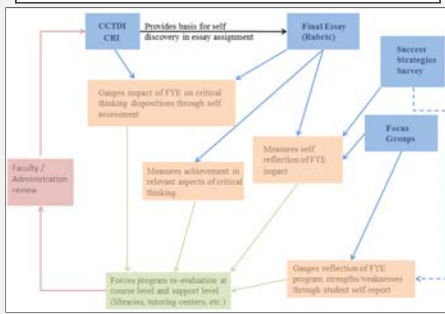 CCTDI
CRI
Provides basis for self
discovery in essay assignment
Final Essay
(Rubric)
Success
Strategies
Survey
Gauges impact of FYE on critical
thinking dispositions through self
assessment
Focus
Groups
Measures self
reflection of FYE
impact
Faculty /
Administration
review
Measures achievement in
relevant aspects of critical
thinking
Forces program re-evaluation at
course level and support level
(libraries, tutoring centers, etc.)
Gauges reflection of FYE
program strengths/weaknesses
through student self-report